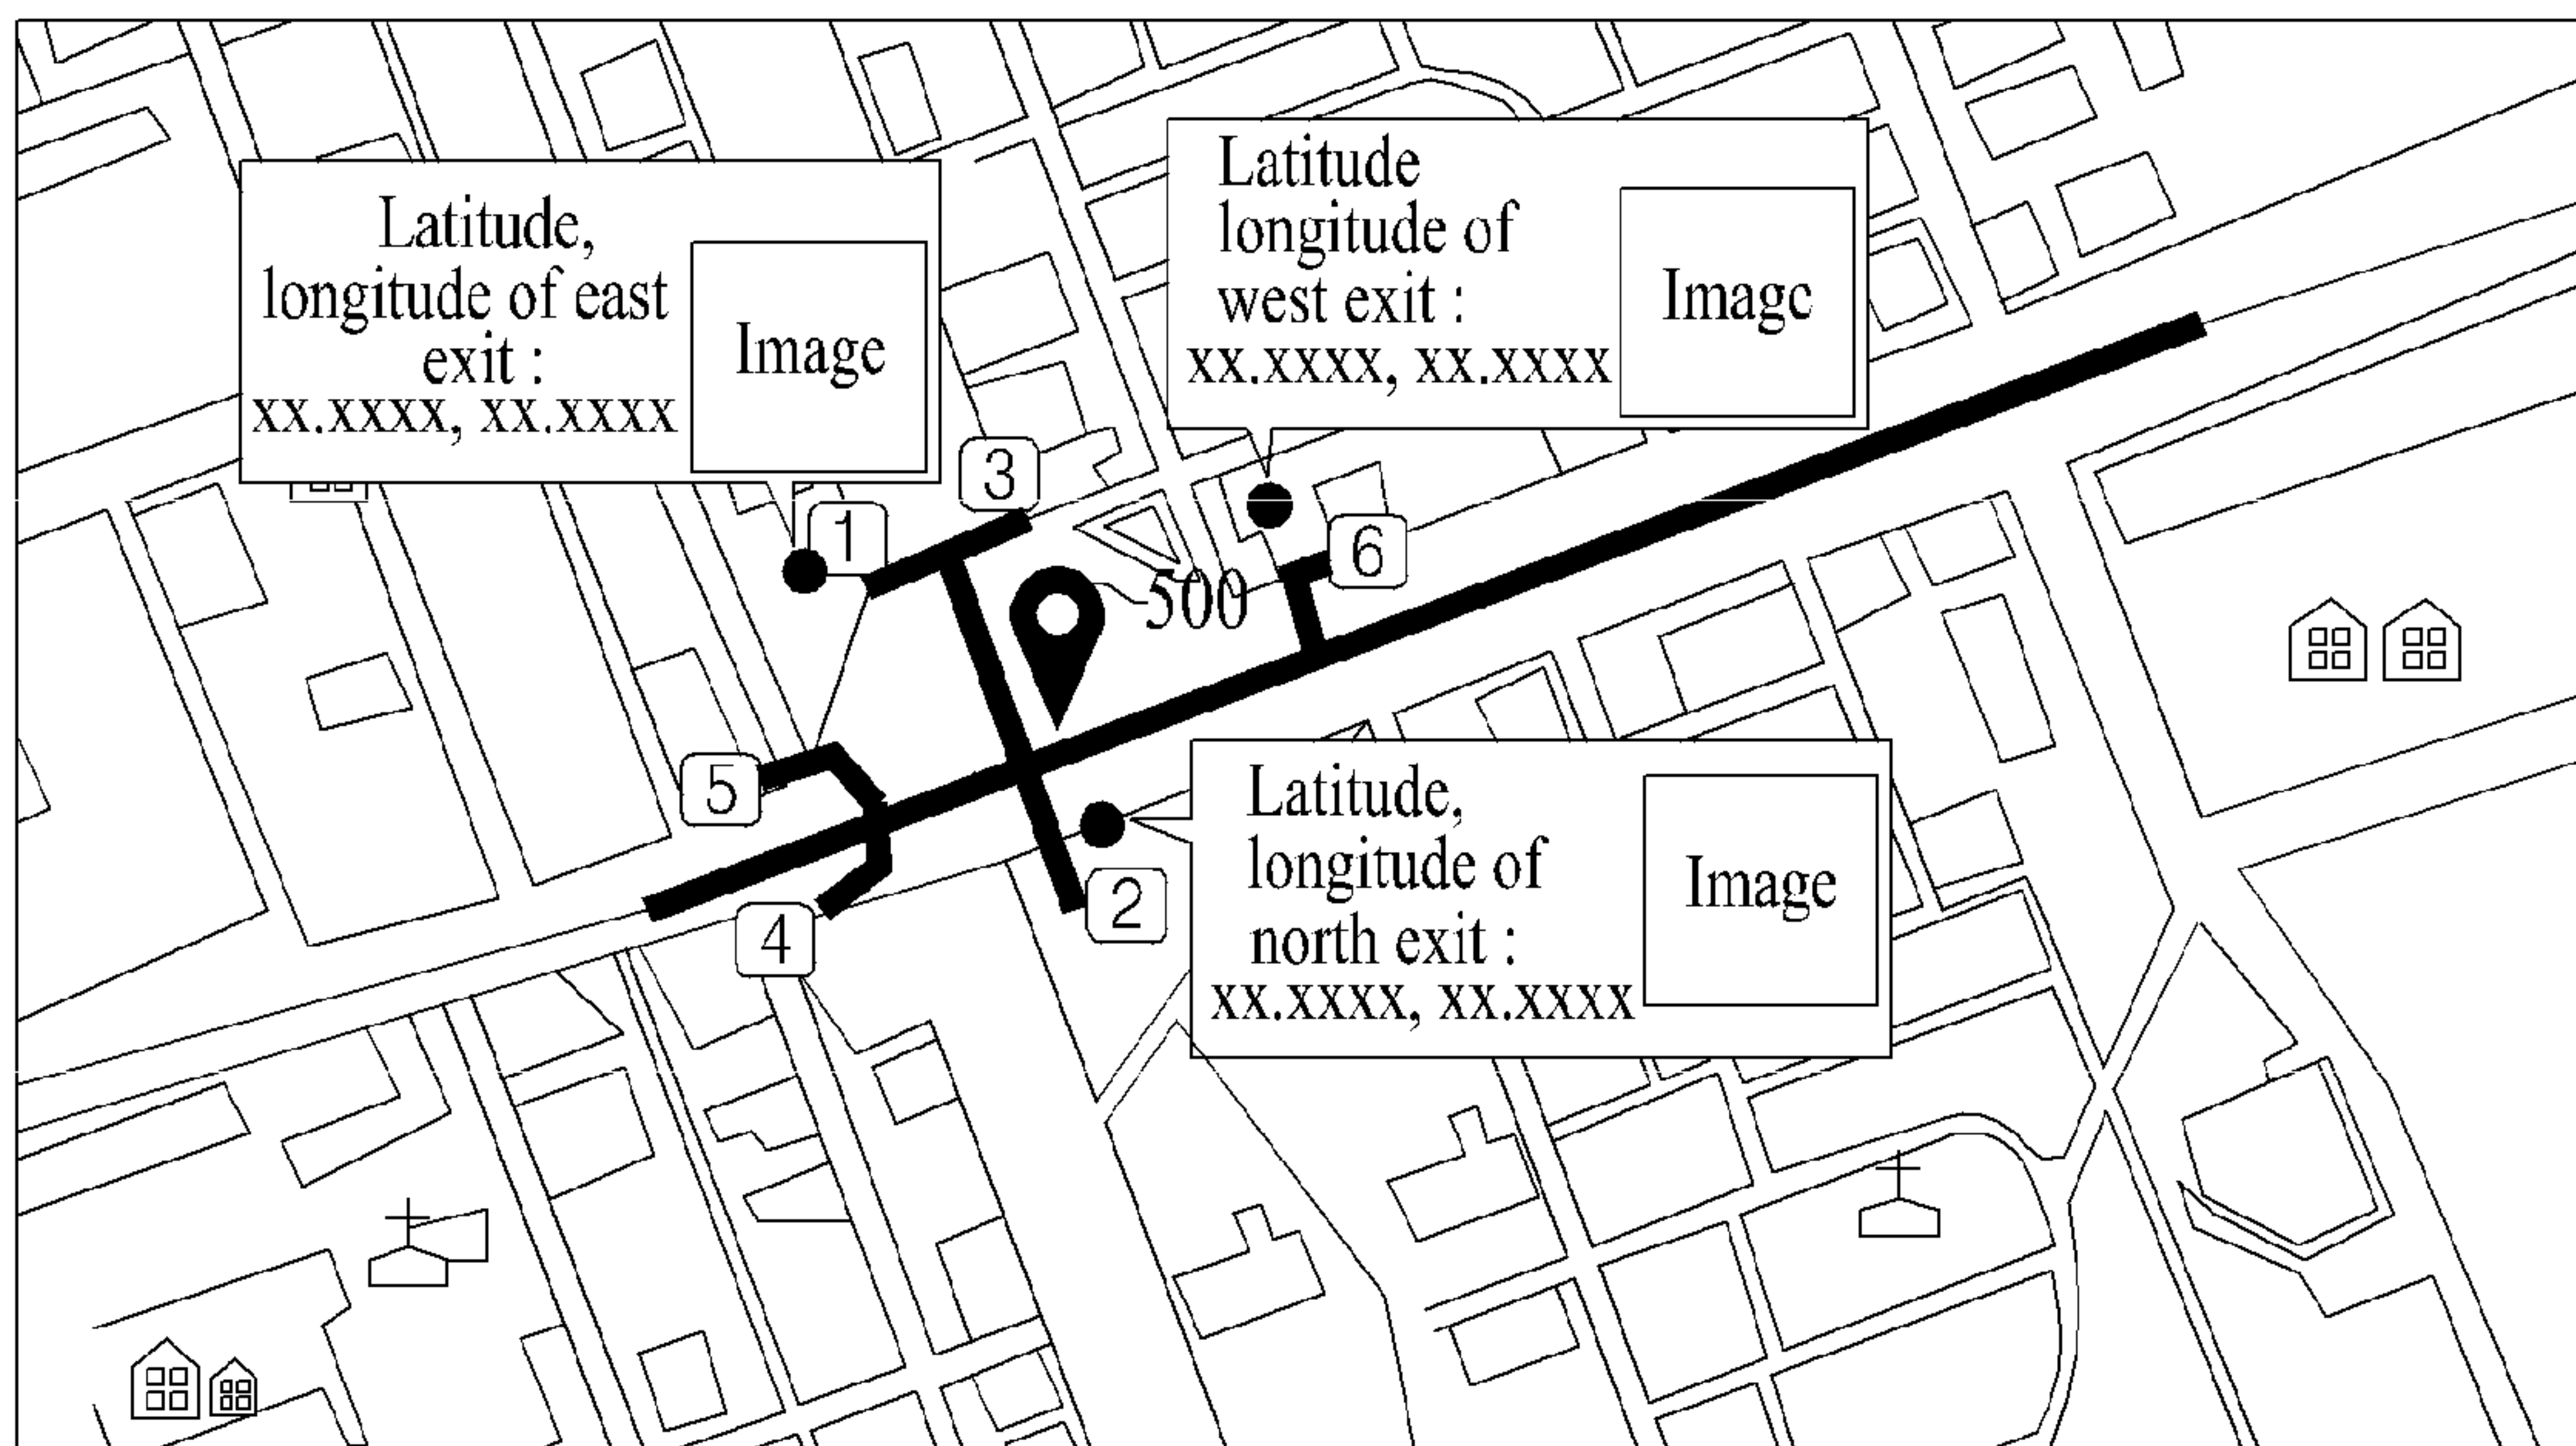 Latitude,
longitude of east
exit :
xx.xxxx, xx.xxxx
Image
Latitude
longitude of
west exit :
xx.xxxx, xx.xxxx
Imagc
3
1
6
500
5
4
2
Latitude,
longitude of
north exit :
xx.xxxx, xx.xxxx
Image